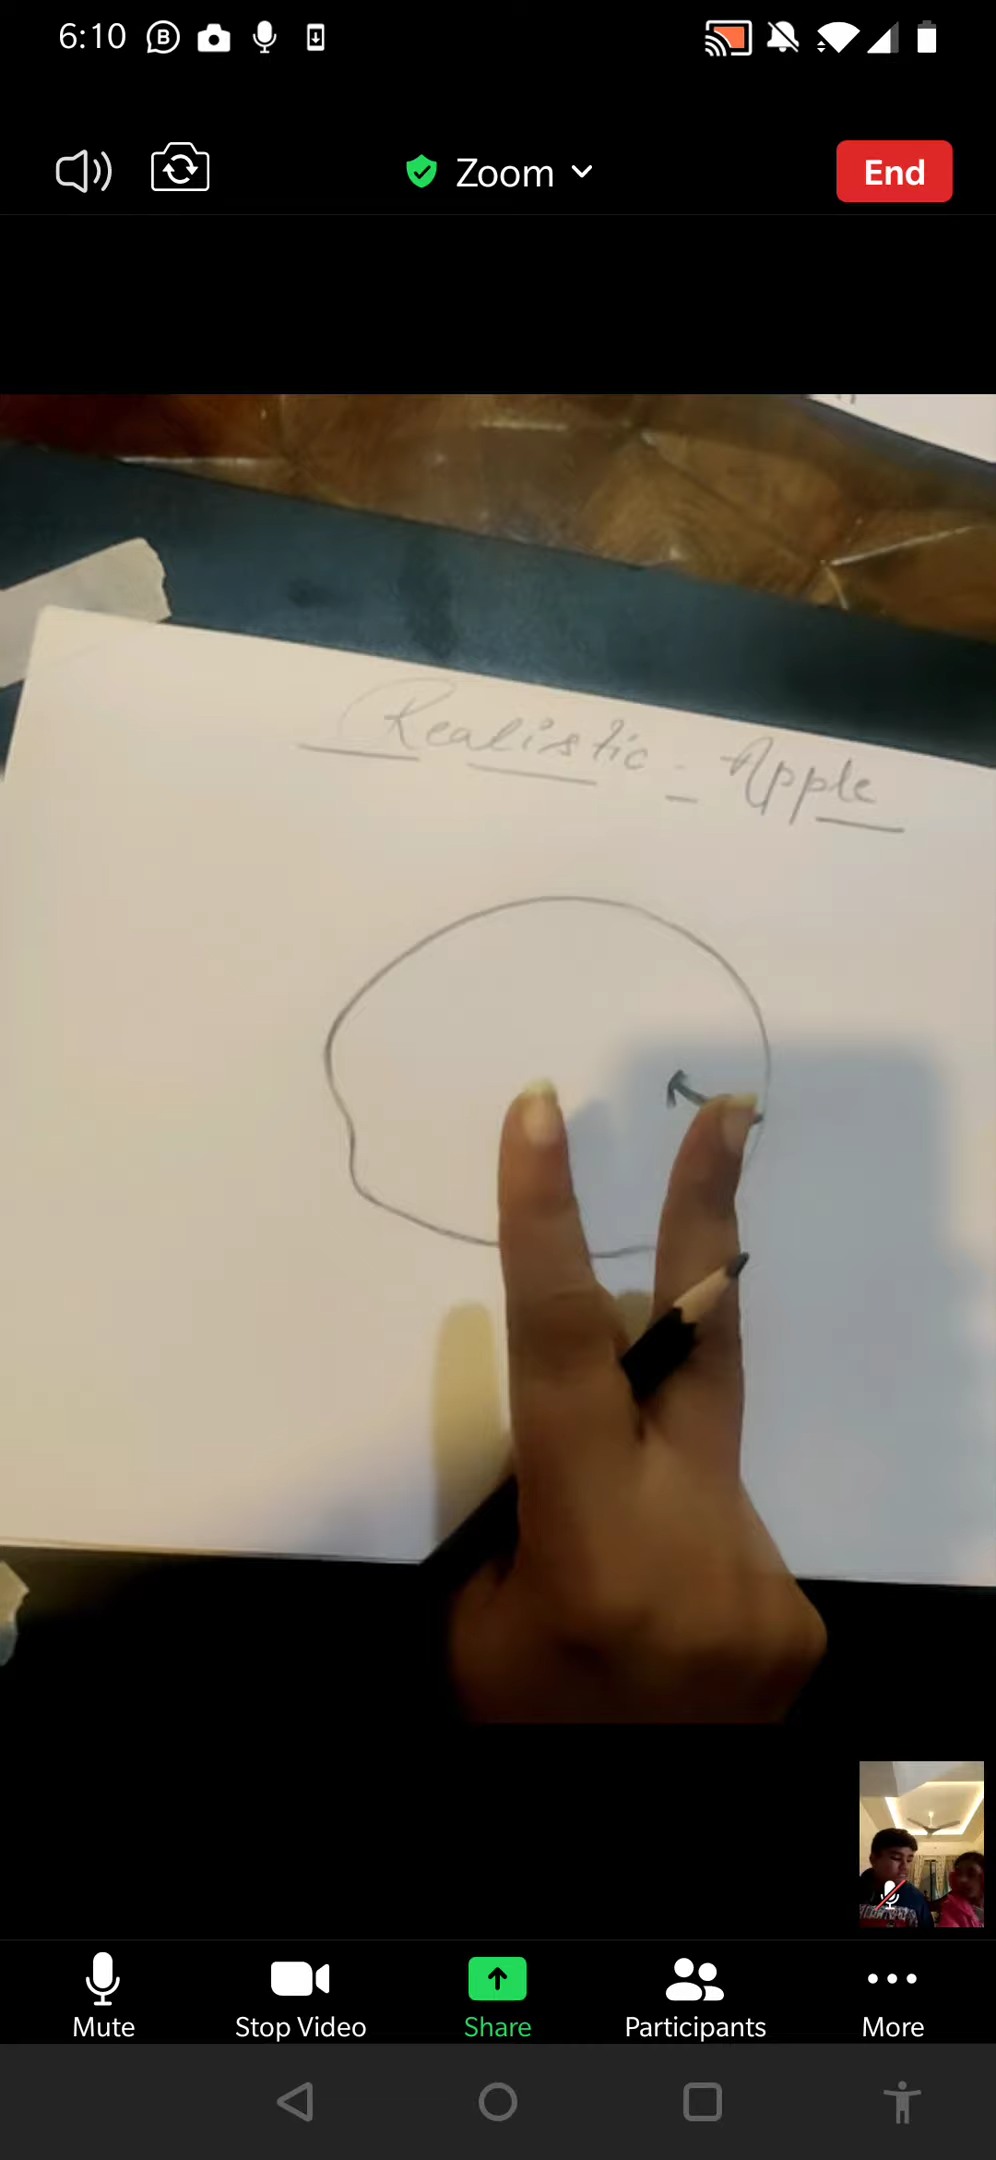 6:10
Zoom
End
Realistic - Apple
Mute
Stop Video
Share
Participants
More